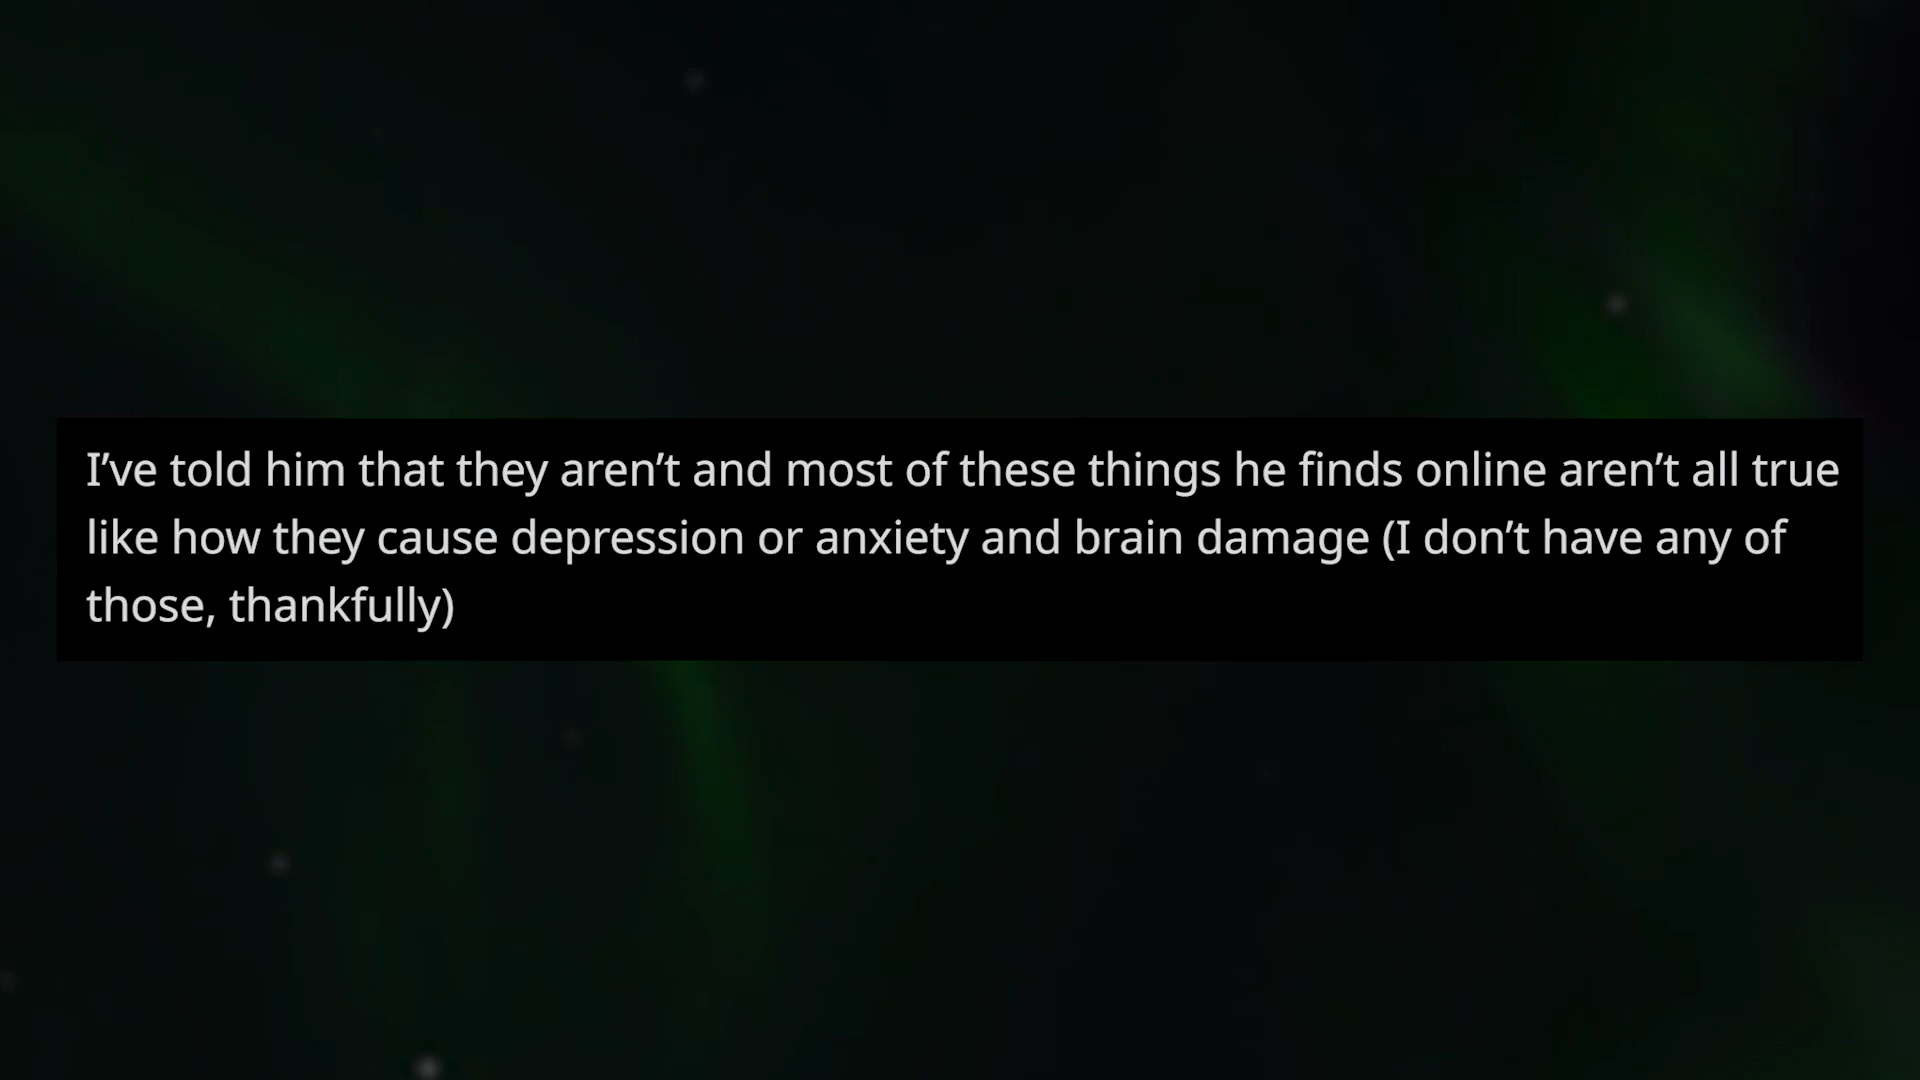 I’ve told him that they aren’t and most of these things he finds online aren’t all true
like how they cause depression or anxiety and brain damage (I don’t have any of
those, thankfully)